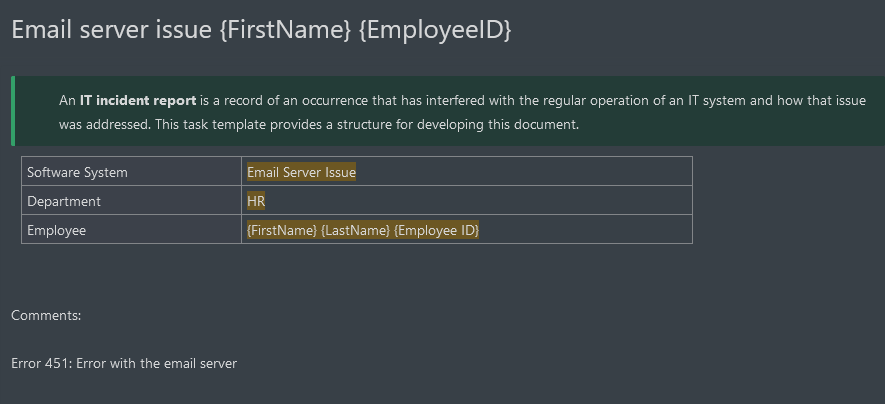 Email server issue {FirstName} {EmployeeID}
An IT incident report is a record of an occurrence that has interfered with the regular operation of an IT system and how that issue
was addressed. This task template provides a structure for developing this document.
Software System Email Server Issue
Department HR
Employee {FirstName} {LastName} {Employee ID}
Comments:
Error 451: Error with the email server